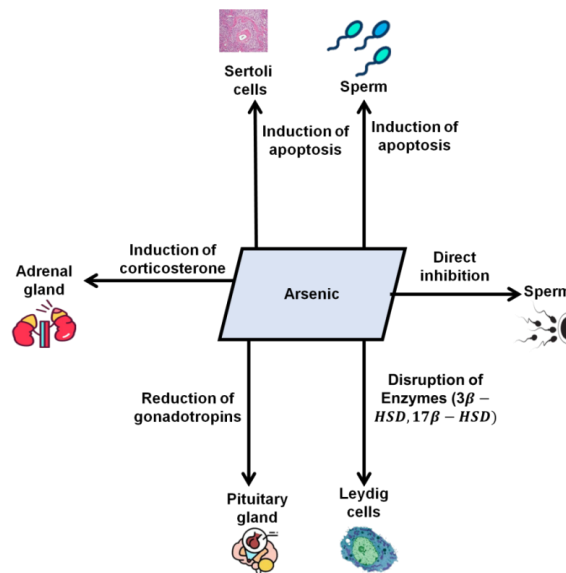 Sertoli
cells
Sperm
Induction of
apoptosis
Induction of
apoptosis
Induction of
corticosterone
Adrenal
gland
Arsenic
Direct
inhibition
Sperm
Reduction of
gonadotropins
Disruption of
Enzymes (3β −
HSD, 17β − HSD)
Pituitary
gland
Leydig
cells